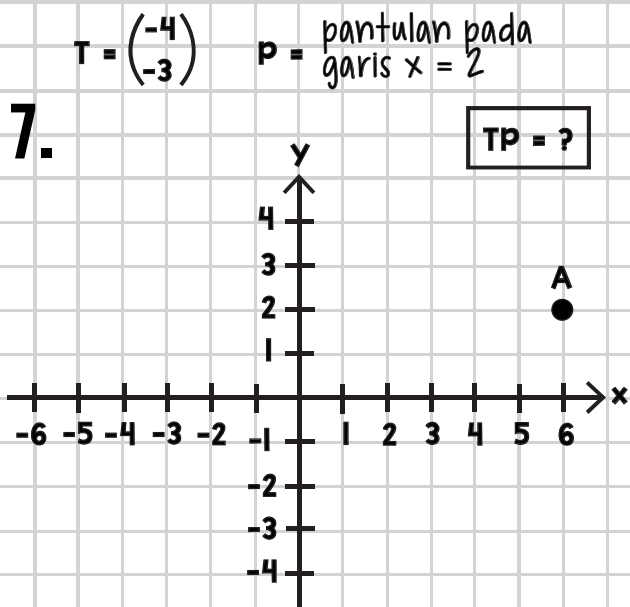 T = (-4 -3) P = pantulan pada
garis x = 2
7.
TP = ?
y
4
3
A
2
1
x
-6 -5 -4 -3 -2 -1 1 2 3 4 5 6
-2
-3
-4